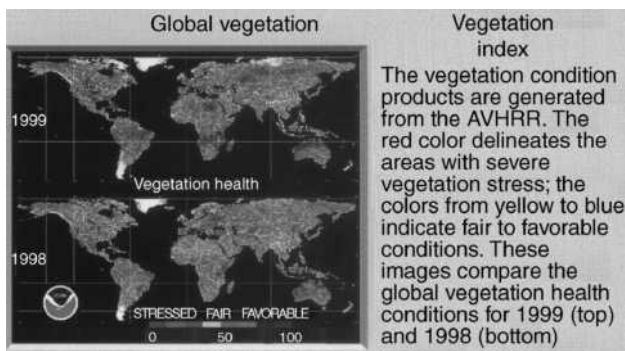 Global vegetation
1999
Vegetation health
1998
STRESSED FAIR FAVORABLE
0 50 100
Vegetation
index
The vegetation condition
products are generated
from the AVHRR. The
red color delineates the
areas with severe
vegetation stress; the
colors from yellow to blue
indicate fair to favorable
conditions. These
images compare the
global vegetation health
conditions for 1999 (top)
and 1998 (bottom)